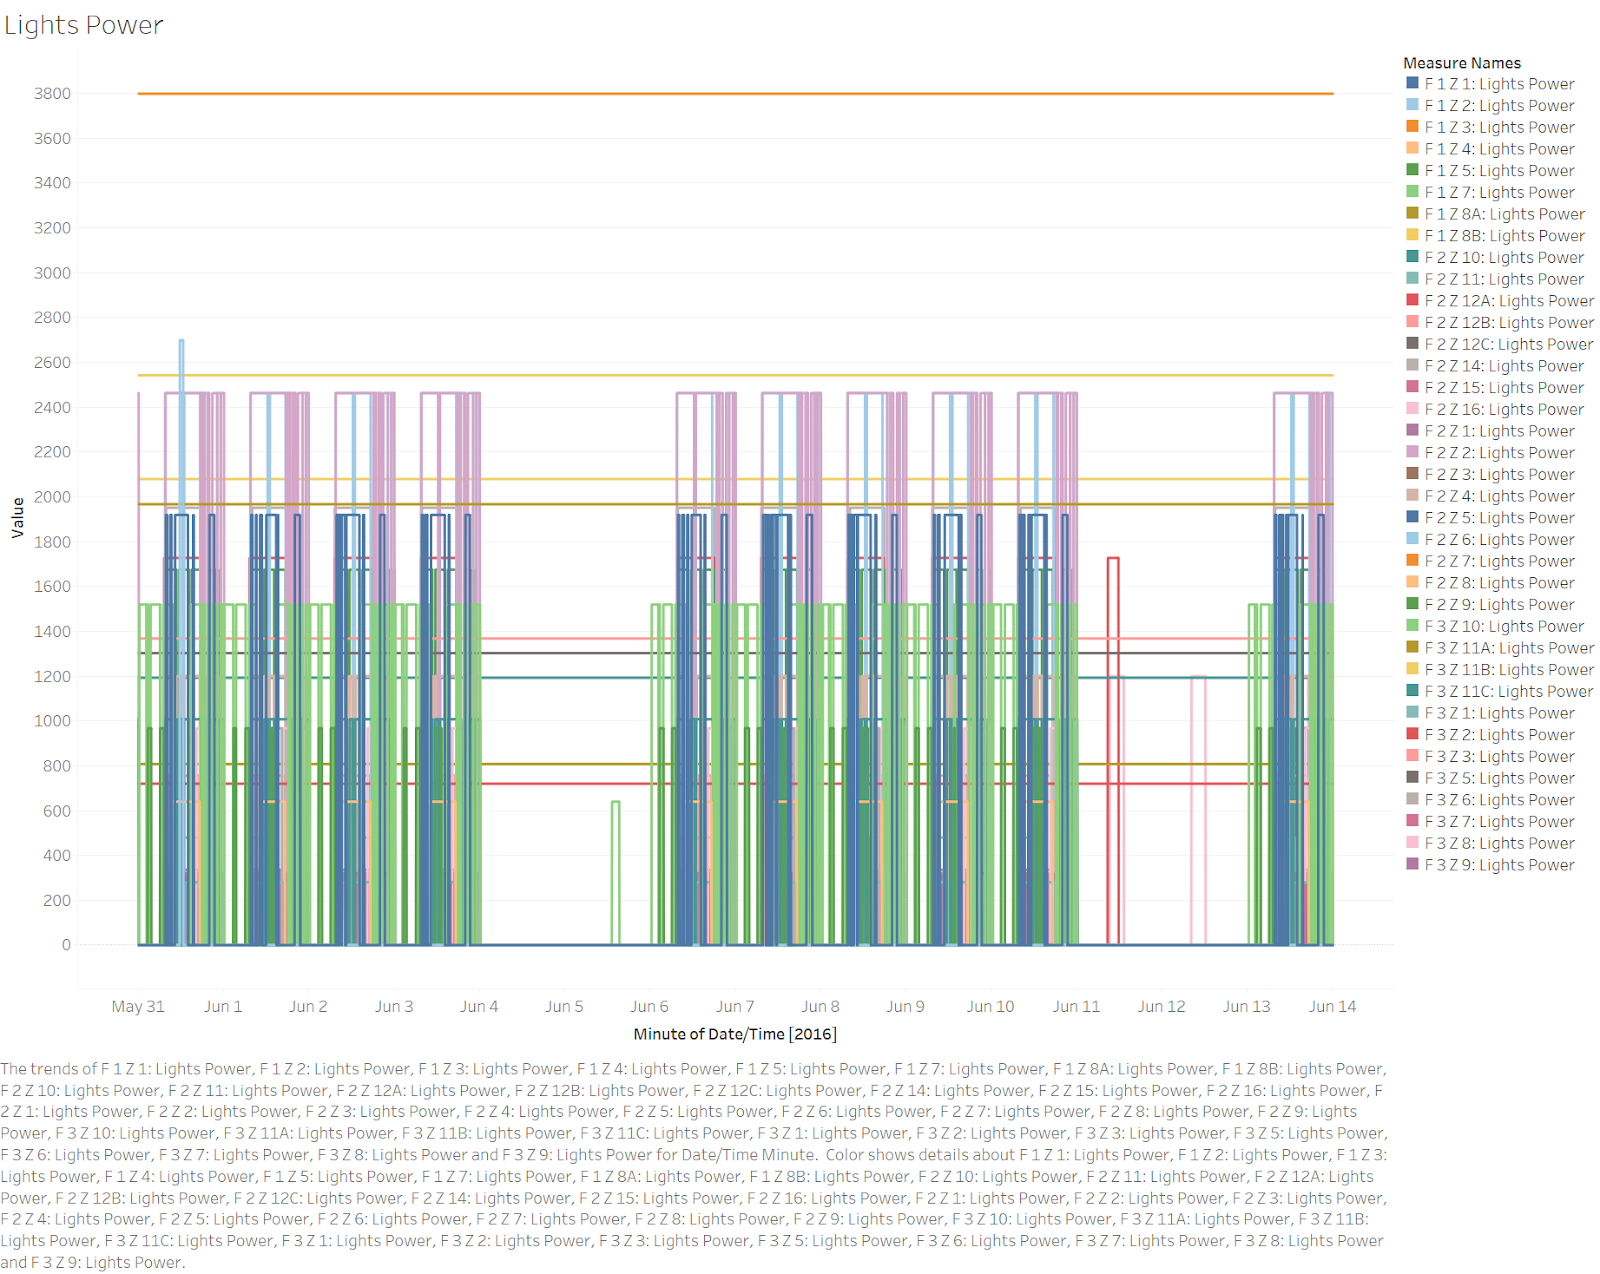 Lights Power
Measure Names
F 1 Z 1: Lights Power
F 1 Z 2: Lights Power
F 1 Z 3: Lights Power
F 1 Z 4: Lights Power
F 1 Z 5: Lights Power
F 1 Z 7: Lights Power
F 1 Z 8A: Lights Power
F 1 Z 8B: Lights Power
F 2 Z 10: Lights Power
F 2 Z 11: Lights Power
F 2 Z 12A: Lights Power
F 2 Z 12B: Lights Power
F 2 Z 12C: Lights Power
F 2 Z 14: Lights Power
F 2 Z 15: Lights Power
F 2 Z 16: Lights Power
F 2 Z 1: Lights Power
F 2 Z 2: Lights Power
F 2 Z 3: Lights Power
F 2 Z 4: Lights Power
F 2 Z 5: Lights Power
F 2 Z 6: Lights Power
F 2 Z 7: Lights Power
F 2 Z 8: Lights Power
F 2 Z 9: Lights Power
F 3 Z 10: Lights Power
F 3 Z 11A: Lights Power
F 3 Z 11B: Lights Power
F 3 Z 11C: Lights Power
F 3 Z 1: Lights Power
F 3 Z 2: Lights Power
F 3 Z 3: Lights Power
F 3 Z 5: Lights Power
F 3 Z 6: Lights Power
F 3 Z 7: Lights Power
F 3 Z 8: Lights Power
F 3 Z 9: Lights Power
Value
3800
3600
3400
3200
3000
2800
2600
2400
2200
2000
1800
1600
1400
1200
1000
800
600
400
200
0
May 31 Jun 1 Jun 2 Jun 3 Jun 4 Jun 5 Jun 6 Jun 7 Jun 8 Jun 9 Jun 10 Jun 11 Jun 12 Jun 13 Jun 14
Minute of Date/Time [2016]
The trends of F 1 Z 1: Lights Power, F 1 Z 2: Lights Power, F 1 Z 3: Lights Power, F 1 Z 4: Lights Power, F 1 Z 5: Lights Power, F 1 Z 7: Lights Power, F 1 Z 8A: Lights Power, F 1 Z 8B: Lights Power,
F 2 Z 10: Lights Power, F 2 Z 11: Lights Power, F 2 Z 12A: Lights Power, F 2 Z 12B: Lights Power, F 2 Z 12C: Lights Power, F 2 Z 14: Lights Power, F 2 Z 15: Lights Power, F 2 Z 16: Lights Power, F
2 Z 1: Lights Power, F 2 Z 2: Lights Power, F 2 Z 3: Lights Power, F 2 Z 4: Lights Power, F 2 Z 5: Lights Power, F 2 Z 6: Lights Power, F 2 Z 7: Lights Power, F 2 Z 8: Lights Power, F 2 Z 9: Lights
Power, F 3 Z 10: Lights Power, F 3 Z 11A: Lights Power, F 3 Z 11B: Lights Power, F 3 Z 11C: Lights Power, F 3 Z 1: Lights Power, F 3 Z 2: Lights Power, F 3 Z 3: Lights Power, F 3 Z 5: Lights Power,
F 3 Z 6: Lights Power, F 3 Z 7: Lights Power, F 3 Z 8: Lights Power and F 3 Z 9: Lights Power for Date/Time Minute.  Color shows details about F 1 Z 1: Lights Power, F 1 Z 2: Lights Power, F 1 Z 3:
Lights Power, F 1 Z 4: Lights Power, F 1 Z 5: Lights Power, F 1 Z 7: Lights Power, F 1 Z 8A: Lights Power, F 1 Z 8B: Lights Power, F 2 Z 10: Lights Power, F 2 Z 11: Lights Power, F 2 Z 12A: Lights
Power, F 2 Z 12B: Lights Power, F 2 Z 12C: Lights Power, F 2 Z 14: Lights Power, F 2 Z 15: Lights Power, F 2 Z 16: Lights Power, F 2 Z 1: Lights Power, F 2 Z 2: Lights Power, F 2 Z 3: Lights Power,
F 2 Z 4: Lights Power, F 2 Z 5: Lights Power, F 2 Z 6: Lights Power, F 2 Z 7: Lights Power, F 2 Z 8: Lights Power, F 2 Z 9: Lights Power, F 3 Z 10: Lights Power, F 3 Z 11A: Lights Power, F 3 Z 11B:
Lights Power, F 3 Z 11C: Lights Power, F 3 Z 1: Lights Power, F 3 Z 2: Lights Power, F 3 Z 3: Lights Power, F 3 Z 5: Lights Power, F 3 Z 6: Lights Power, F 3 Z 7: Lights Power, F 3 Z 8: Lights Power
and F 3 Z 9: Lights Power.